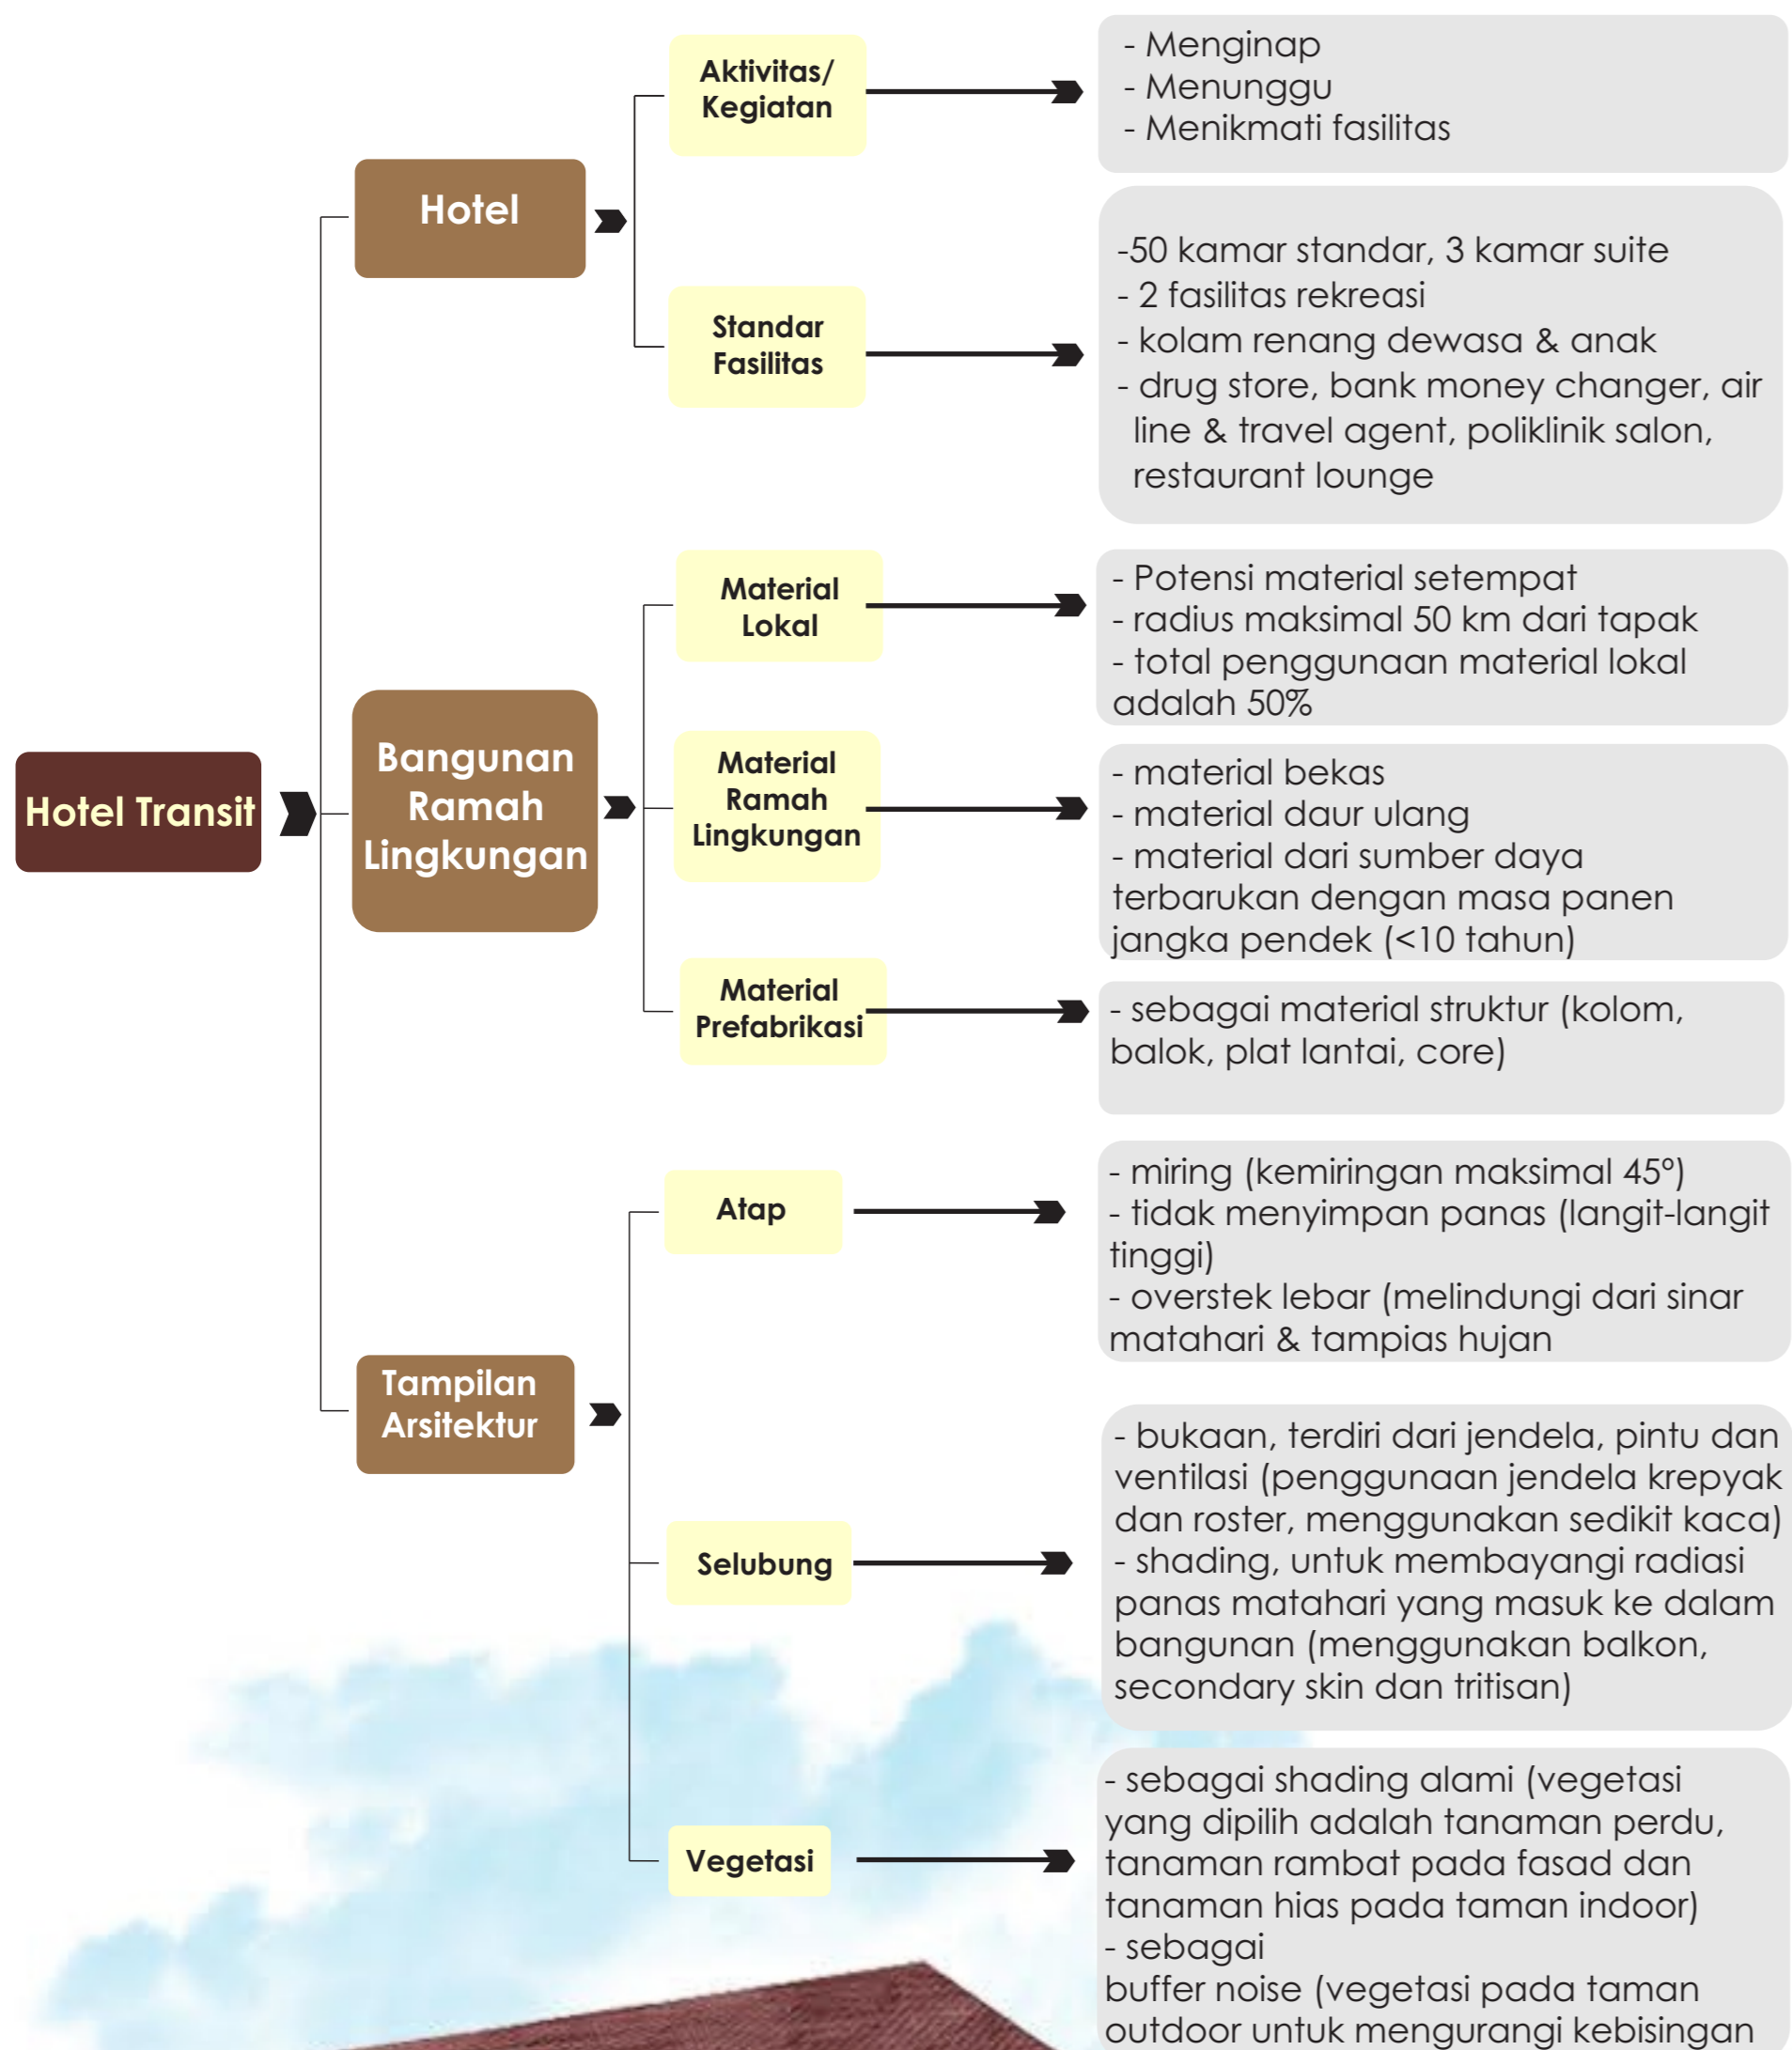 Hotel Transit
Hotel
Aktivitas/
Kegiatan
- Menginap
- Menunggu
- Menikmati fasilitas
Standar
Fasilitas
-50 kamar standar, 3 kamar suite
- 2 fasilitas rekreasi
- kolam renang dewasa & anak
- drug store, bank money changer, air
line & travel agent, poliklinik salon,
restaurant lounge
Bangunan
Ramah
Lingkungan
Material
Lokal
- Potensi material setempat
- radius maksimal 50 km dari tapak
- total penggunaan material lokal
adalah 50%
Material
Ramah
Lingkungan
- material bekas
- material daur ulang
- material dari sumber daya
terbarukan dengan masa panen
jangka pendek (<10 tahun)
Material
Prefabrikasi
- sebagai material struktur (kolom,
balok, plat lantai, core)
Tampilan
Arsitektur
Atap
- miring (kemiringan maksimal 45°)
- tidak menyimpan panas (langit-langit
tinggi)
- overstek lebar (melindungi dari sinar
matahari & tampias hujan
Selubung
- bukaan, terdiri dari jendela, pintu dan
ventilasi (penggunaan jendela krepyak
dan roster, menggunakan sedikit kaca)
- shading, untuk membayangi radiasi
panas matahari yang masuk ke dalam
bangunan (menggunakan balkon,
secondary skin dan tritisan)
Vegetasi
- sebagai shading alami (vegetasi
yang dipilih adalah tanaman perdu,
tanaman rambat pada fasad dan
tanaman hias pada taman indoor)
- sebagai
buffer noise (vegetasi pada taman
outdoor untuk mengurangi kebisingan